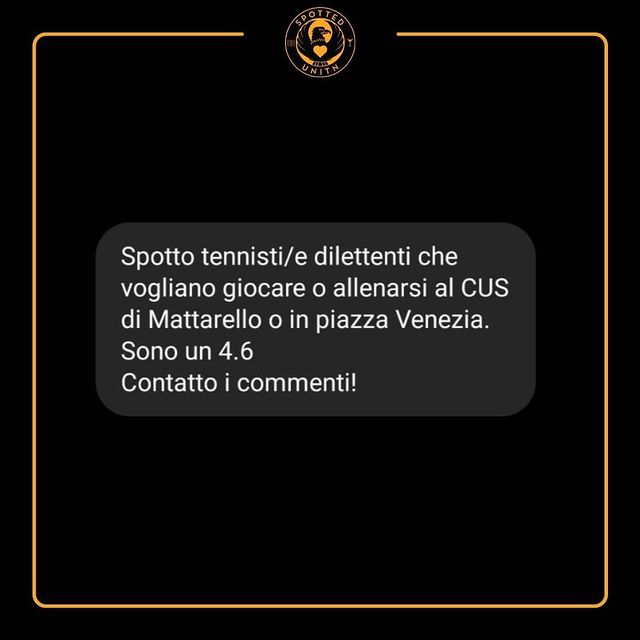 SPOTTED
UNITN
Spotto tennisti/e dilettenti che
vogliano giocare o allenarsi al CUS
di Mattarello o in piazza Venezia.
Sono un 4.6
Contatto i commenti!